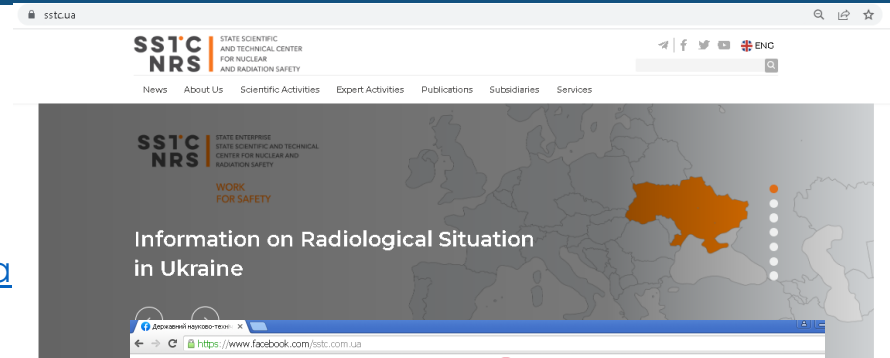 sstc.ua
SSTC
NRS
STATE SCIENTIFIC
AND TECHNICAL CENTER
FOR NUCLEAR
AND RADIATION SAFETY
ENG
News About Us Scientific Activities Expert Activities Publications Subsidiaries Services
SSTC
NRS
STATE ENTERPRISE
STATE SCIENTIFIC AND TECHNICAL
CENTER FOR NUCLEAR AND
RADIATION SAFETY
WORK
FOR SAFETY
Information on Radiological Situation
in Ukraine
a
Державний науково-техні
https://www.facebook.com/sstc.com.ua